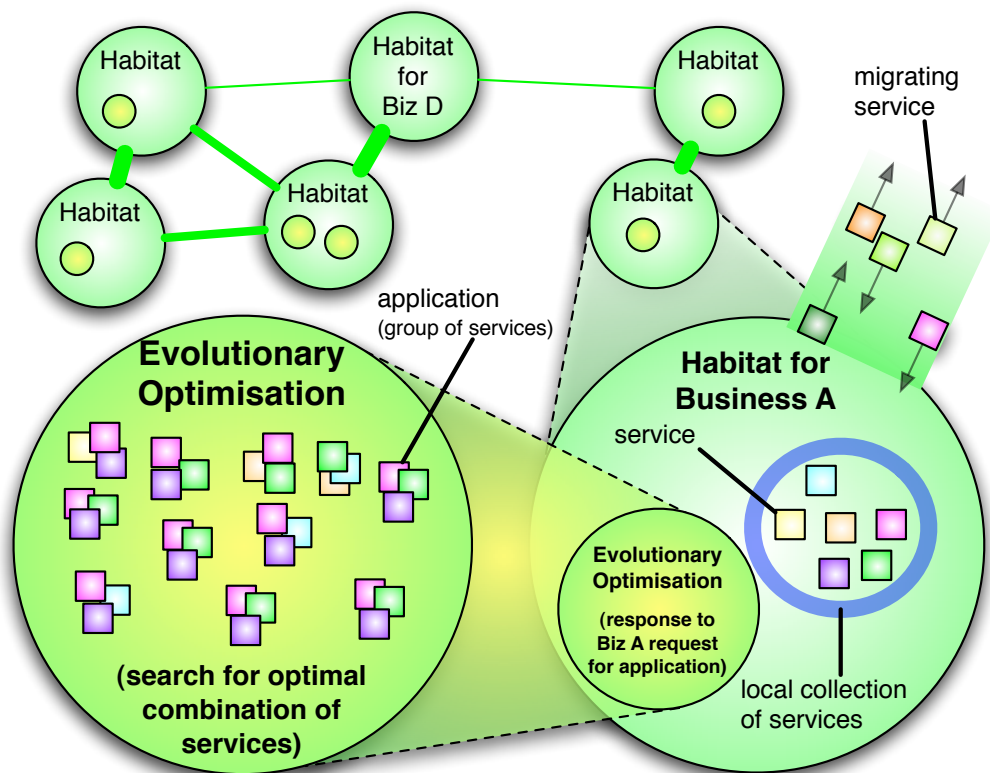 Habitat
Habitat
for
Biz D
Habitat
migrating
service
Habitat
Habitat
Habitat
application
(group of services)
Evolutionary
Optimisation
Habitat for
Business A
service
Evolutionary
Optimisation
(response to
Biz A request
for application)
(search for optimal
combination of
services)
local collection
of services